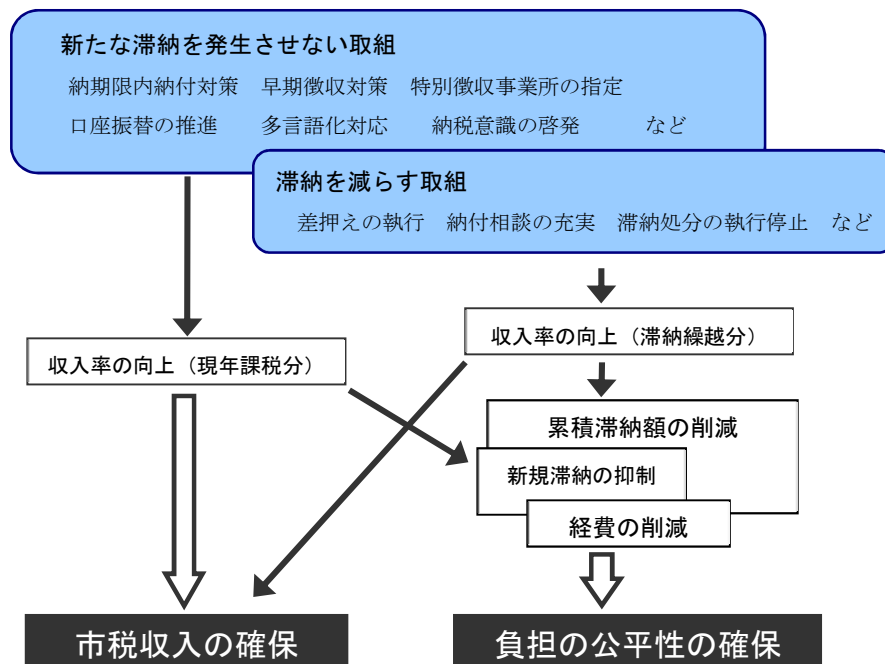 新たな滞納を発生させない取組
納期限内納付対策　早期徴収対策　特別徴収事業所の指定
口座振替の推進　多言語化対応　納税意識の啓発　など
滞納を減らす取組
差押えの執行　納付相談の充実　滞納処分の執行停止　など
収入率の向上（滞納繰越分）
収入率の向上（現年課税分）
累積滞納額の削減
新規滞納の抑制
経費の削減
市税収入の確保
負担の公平性の確保